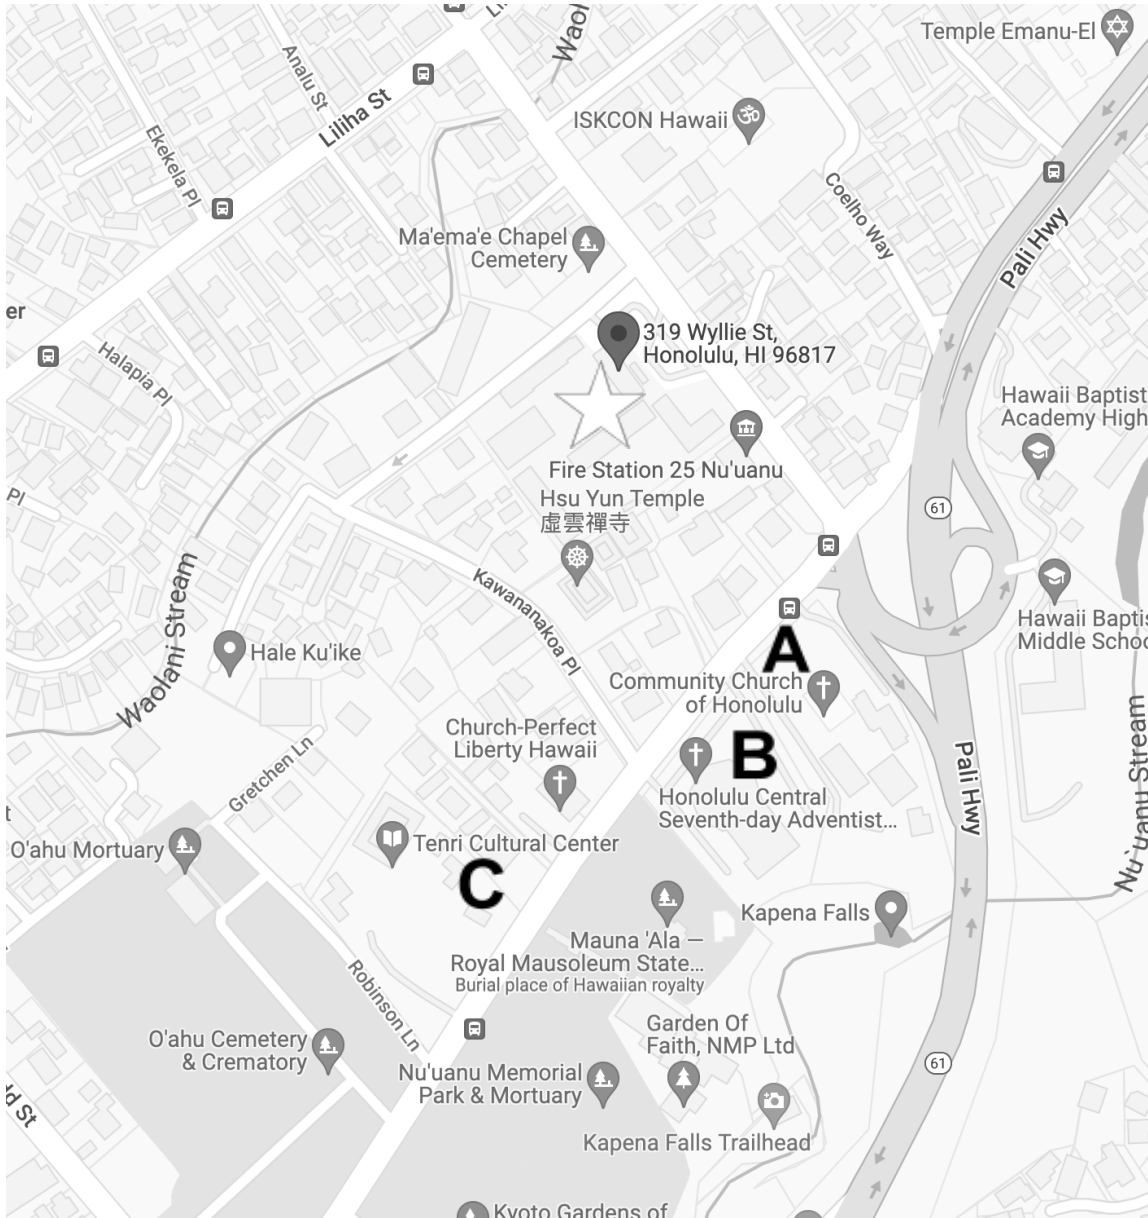 Temple Emanu-El
Analu St
Liliha St
ISKCON Hawaii
Ekekela Pl
Coelho Way
Pali Hwy
Ma'ema'e Chapel
Cemetery
er
319 Wyllie St,
Honolulu, HI 96817
Halapia Pl
Hawaii Baptist
Academy High
Fire Station 25 Nu'uanu
Pl
Hsu Yun Temple
虛雲禪寺
61
Kawananakoa Pl
Waolani Stream
Hawaii Baptis
Middle Schoo
Hale Ku'ike
A
Community Church
of Honolulu
Church-Perfect
Liberty Hawaii
B
Honolulu Central
Seventh-day Adventist...
Gretchen Ln
Pali Hwy
Nu'uanu Stream
t
O'ahu Mortuary
Tenri Cultural Center
C
Kapena Falls
Mauna 'Ala —
Royal Mausoleum State...
Burial place of Hawaiian royalty
Robinson Ln
Garden Of
Faith, NMP Ltd
O'ahu Cemetery
& Crematory
61
Nu'uanu Memorial
Park & Mortuary
Kapena Falls Trailhead
Kyoto Gardens of